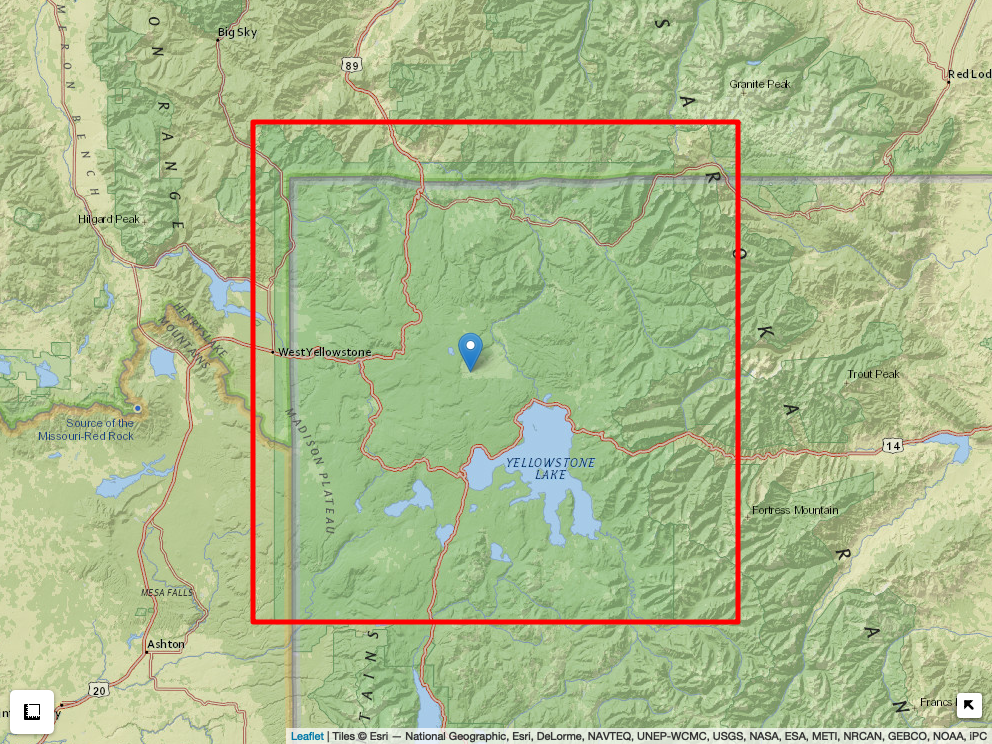 MERON BENCH
ON RANGE
Big Sky
89
S
A
R
O
K
A
R
A
N
Granite Peak
Red Lod
Hilgard Peak
HENRYS LAKE
MOUNTAINS
West Yellowstone
Trout Peak
Source of the
Missouri-Red Rock
MADISON PLATEAU
14
YELLOWSTONE
LAKE
Fortress Mountain
MESA FALLS
Ashton
TAINS
20
Francs
Leaflet | Tiles © Esri — National Geographic, Esri, DeLorme, NAVTEQ, UNEP-WCMC, USGS, NASA, ESA, METI, NRCAN, GEBCO, NOAA, iPC